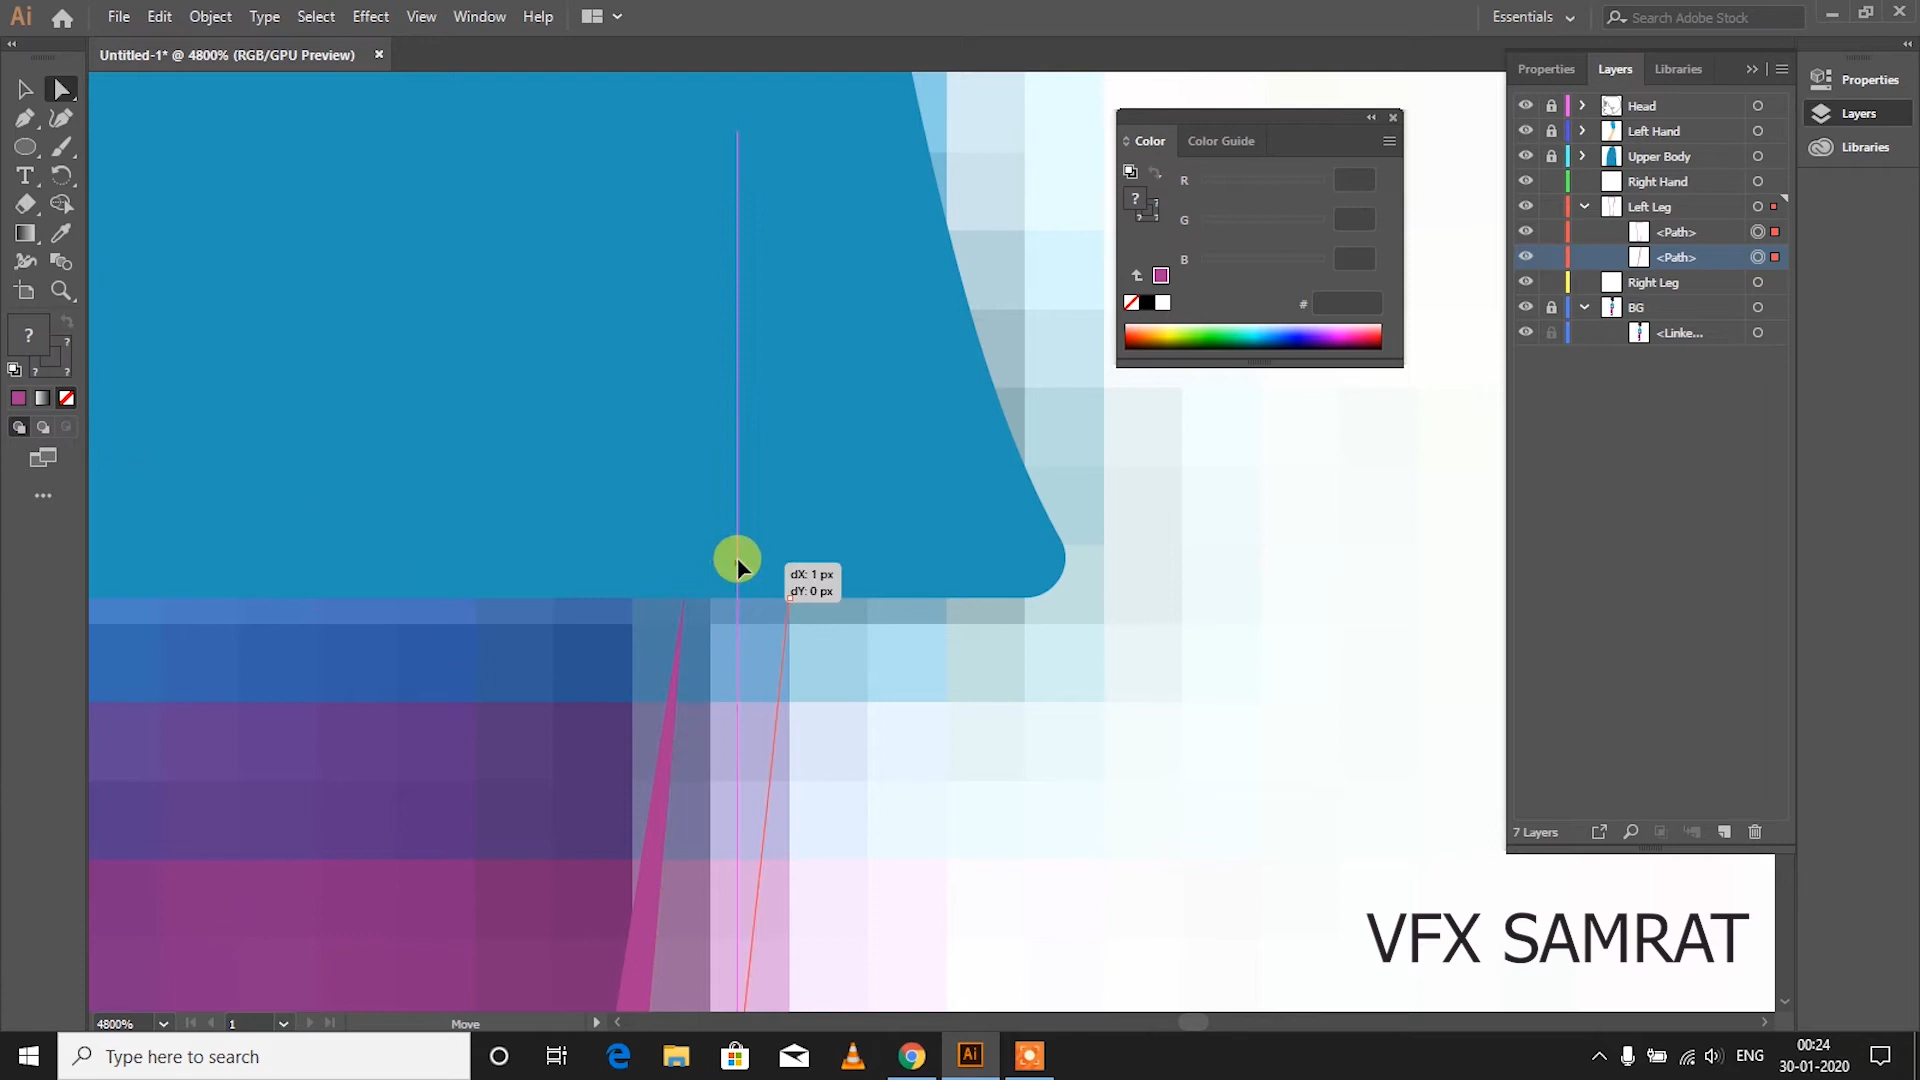 Ai File Edit Object Select Type Effect View Window Help Essentials Search Adobe Stock
Untitled-1* @ 4800% (RGB/GPU Preview)
Properties Layers Libraries
Head
Left Hand
Upper Body
Right Hand
Left Leg
<Path>
<Path>
Right Leg
BG
<Linke...
7 Layers
Properties
Layers
Libraries
Color Color Guide
R
G
B
#
?
?
dX: 1 px
dY: 0 px
VFX SAMRAT
4800% 1 Move
Type here to search
Ai
ENG
00:24
30-01-2020